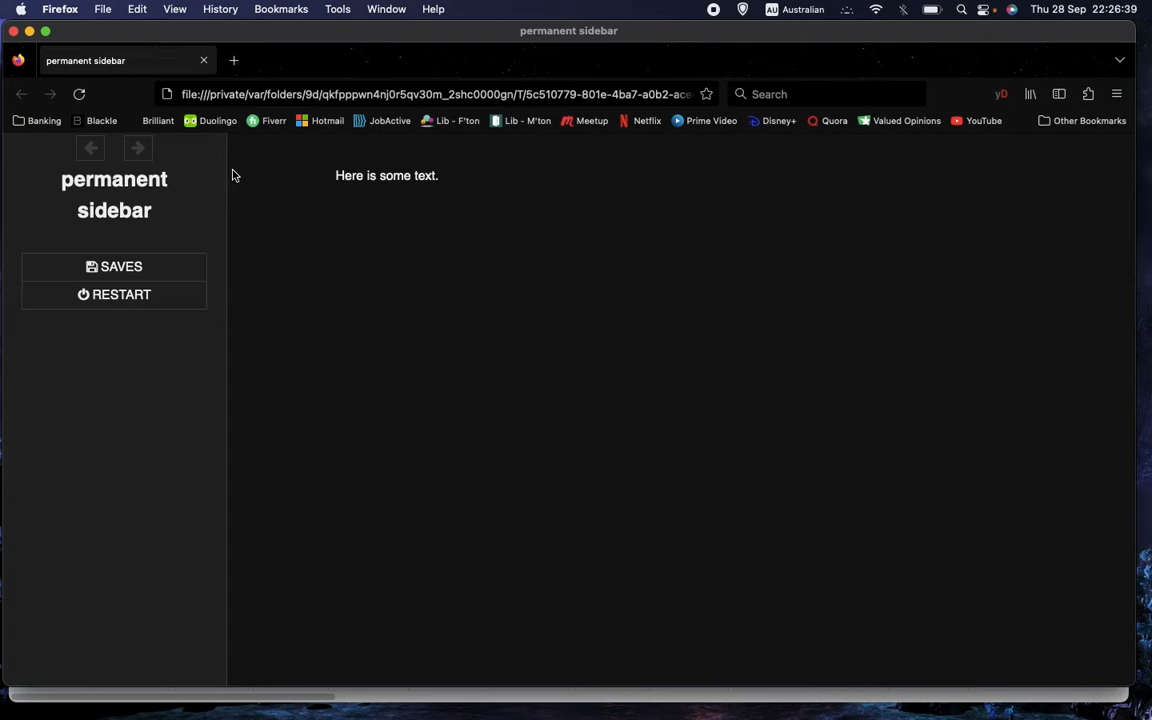 Firefox File Edit View History Bookmarks Tools Window Help AU Australian Thu 28 Sep 22:26:39
permanent sidebar
permanent sidebar
file:///private/var/folders/9d/qkfpppwn4nj0r5qv30m_2shc0000gn/T/5c510779-801e-4ba7-a0b2-ace Search yD
Banking B Blackle Brilliant Duolingo Fiverr Hotmail JobActive Lib - F'ton Lib - M'ton Meetup Netflix Prime Video Disney+ Quora Valued Opinions YouTube Other Bookmarks
permanent
sidebar
Here is some text.
SAVES
RESTART